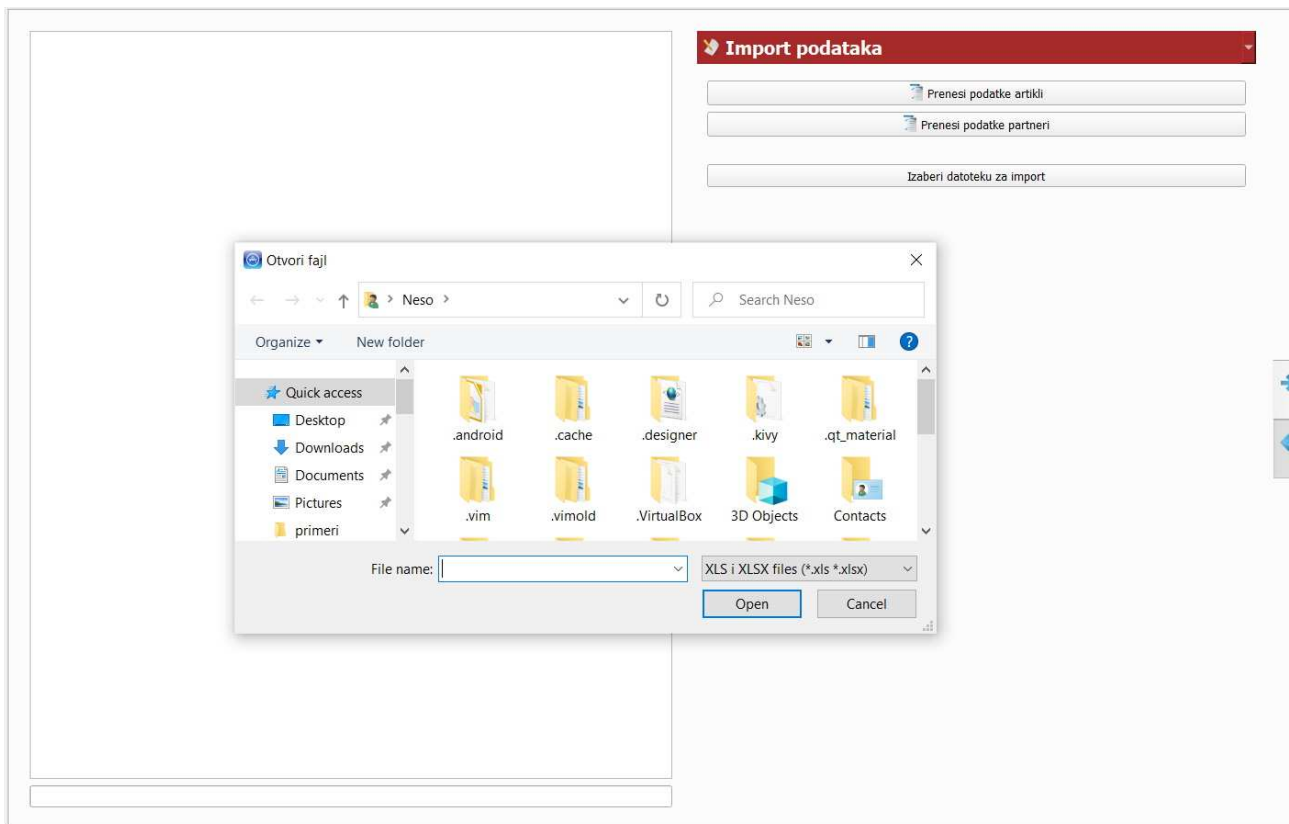 Import podataka
Prenesi podatke artikli
Prenesi podatke partneri
Izaberi datoteku za import
Otvori fajl
Neso
Search Neso
Organize
New folder
?
Quick access
Desktop
Downloads
Documents
Pictures
primeri
.android
.cache
.designer
.kivy
.qt_material
.vim
.vimold
.VirtualBox
3D Objects
Contacts
File name:
XLS i XLSX files (*.xls *.xlsx)
Open
Cancel